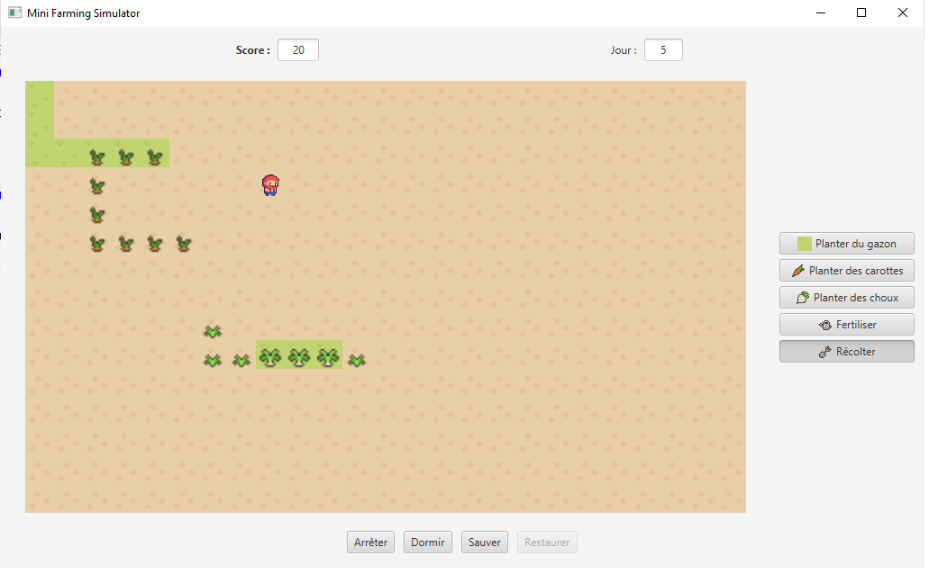 Mini Farming Simulator
Score : 20 Jour : 5
Planter du gazon
Planter des carottes
Planter des choux
Fertiliser
Récolter
Arrêter Dormir Sauver Restaurer